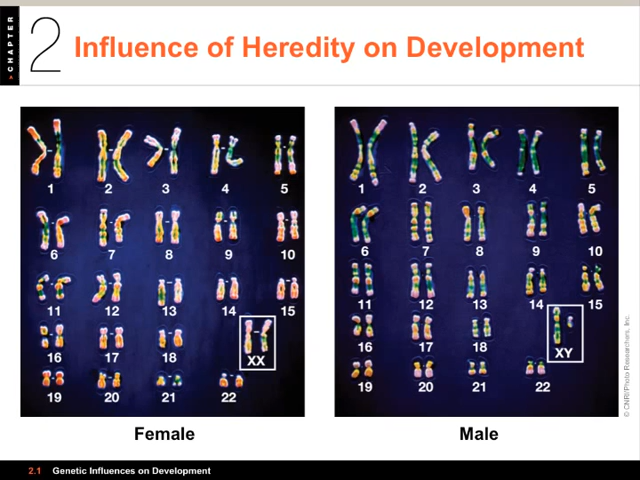 CHAPTER
2 Influence of Heredity on Development
1 2 3 4 5
6 7 8 9 10
11 12 13 14 15
16 17 18 XX
19 20 21 22
Female
1 2 3 4 5
6 7 8 9 10
11 12 13 14 15
16 17 18 XY
19 20 21 22
Male
© CNRI/Photo Researchers, Inc.
2.1 Genetic Influences on Development